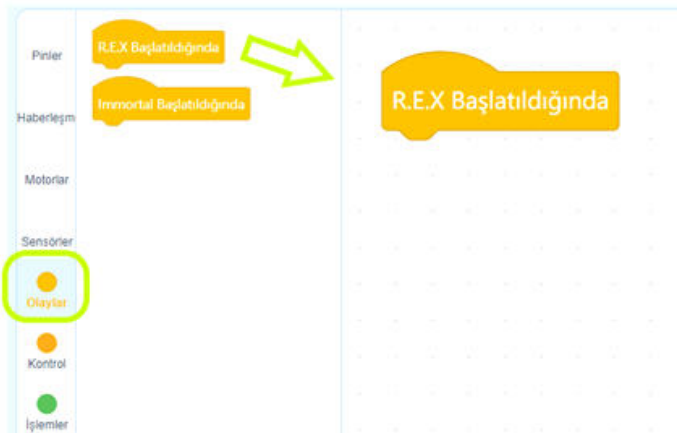 Pinler
Haberleşm
Motorlar
Sensörler
Olaylar
Kontrol
İşlemler
R.E.X Başlatıldığında
Immortal Başlatıldığında
R.E.X Başlatıldığında